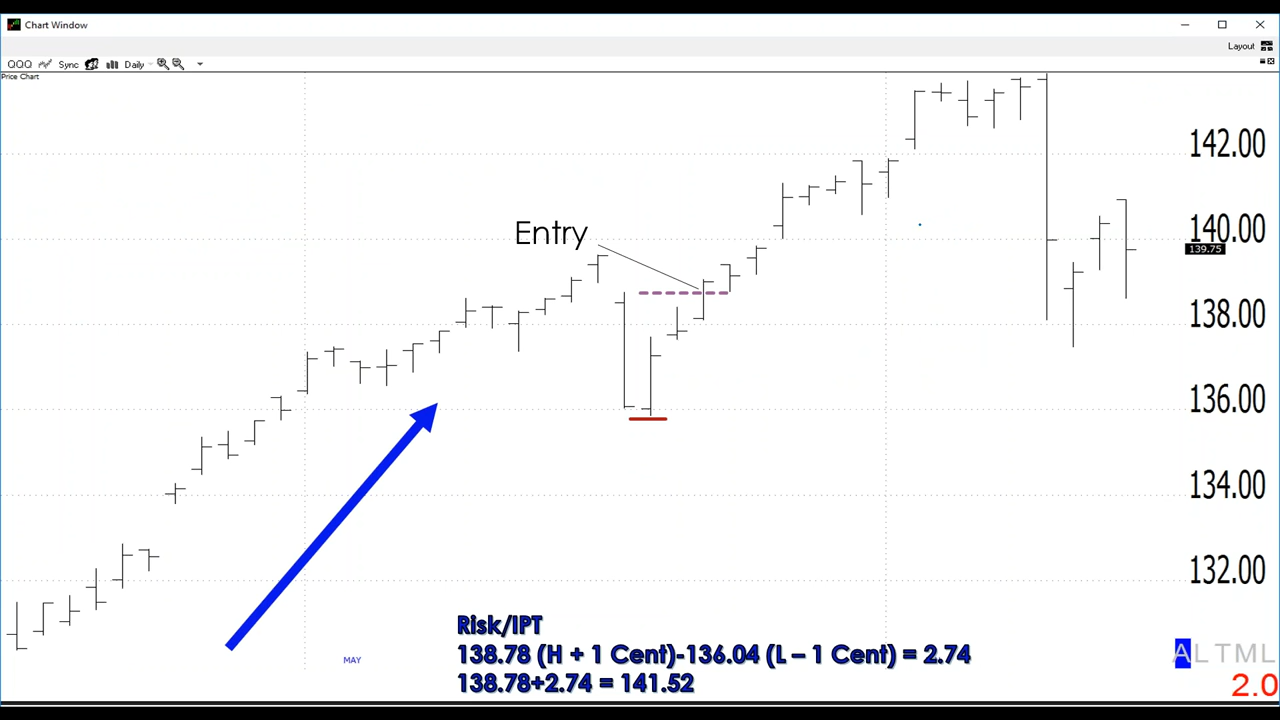 Chart Window
Layout
QQQ Sync Daily
Price Chart
142.00
Entry
140.00
139.75
138.00
136.00
134.00
132.00
Risk/IPT
138.78 (H + 1 Cent)-136.04 (L – 1 Cent) = 2.74
138.78+2.74 = 141.52
MAY
ALTML
2.0